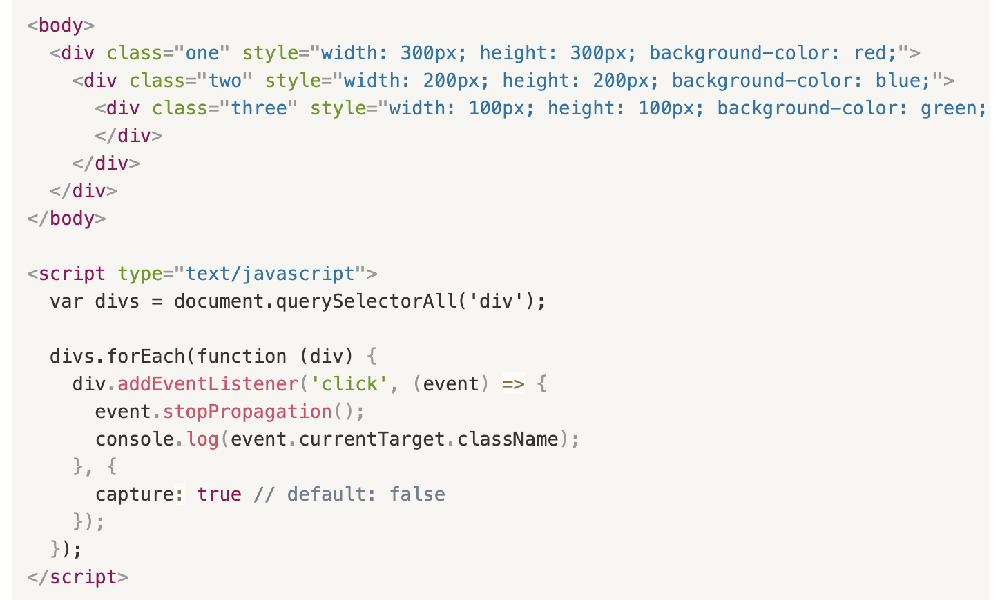 <body>
  <div class="one" style="width: 300px; height: 300px; background-color: red;">
    <div class="two" style="width: 200px; height: 200px; background-color: blue;">
      <div class="three" style="width: 100px; height: 100px; background-color: green;"
      </div>
    </div>
  </div>
</body>

<script type="text/javascript">
  var divs = document.querySelectorAll('div');

  divs.forEach(function (div) {
    div.addEventListener('click', (event) => {
      event.stopPropagation();
      console.log(event.currentTarget.className);
    }, {
      capture: true // default: false
    });
  });
</script>